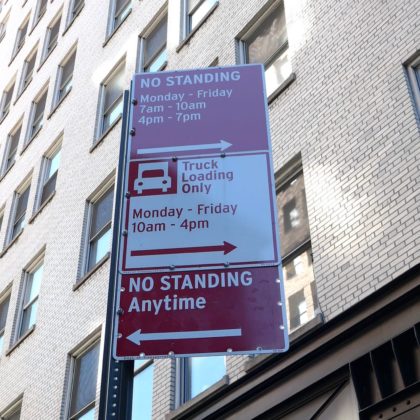 NO STANDING
Monday - Friday
7am - 10am
4pm - 7pm
Truck
Loading
Only
Monday - Friday
10am - 4pm
NO STANDING
Anytime